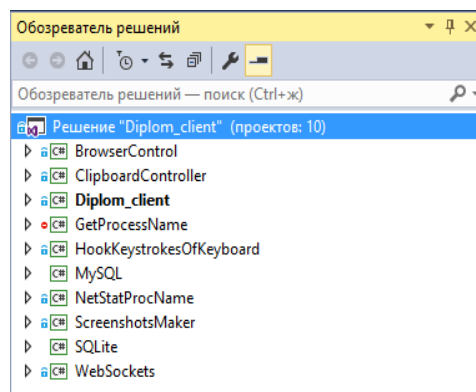 Обозреватель решений
Обозреватель решений — поиск (Ctrl+ж)
Решение "Diplom_client" (проектов: 10)
C# BrowserControl
C# ClipboardController
C# Diplom_client
C# GetProcessName
C# HookKeystrokesOfKeyboard
C# MySQL
C# NetStatProcName
C# ScreenshotsMaker
C# SQLite
C# WebSockets